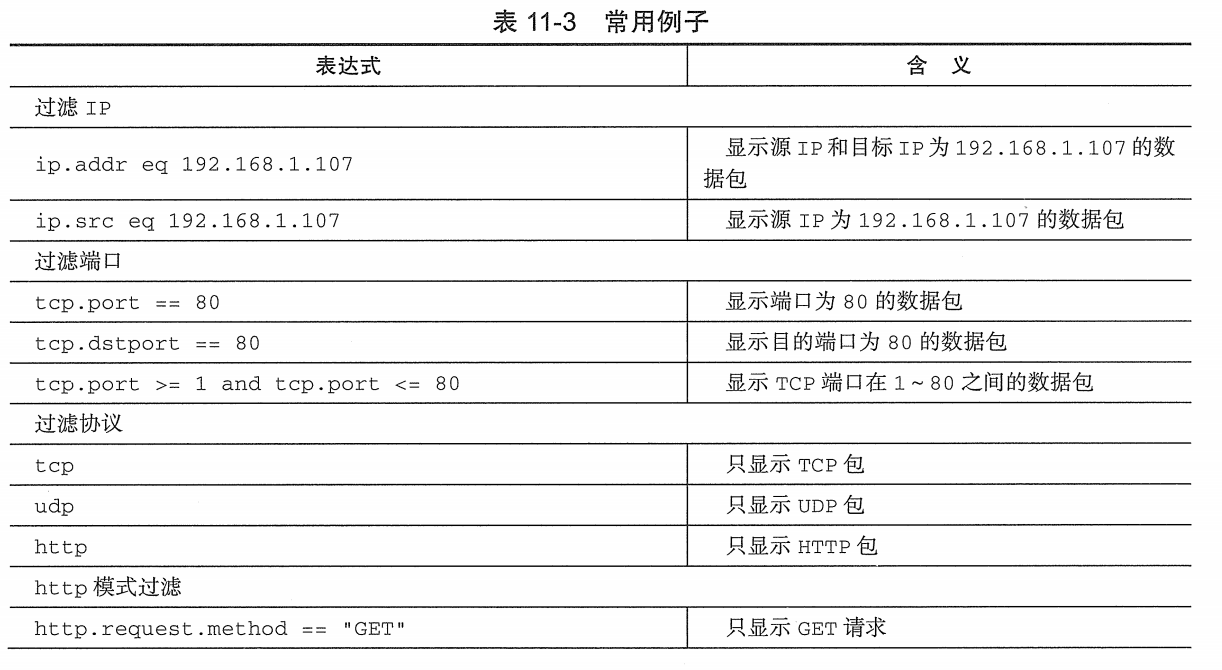 表 11-3 常用例子
表达式 含 义
过滤 IP
ip.addr eq 192.168.1.107 显示源 IP 和目标 IP 为 192.168.1.107 的数
据包
ip.src eq 192.168.1.107 显示源 IP 为 192.168.1.107 的数据包
过滤端口
tcp.port == 80 显示端口为 80 的数据包
tcp.dstport == 80 显示目的端口为 80 的数据包
tcp.port >= 1 and tcp.port <= 80 显示 TCP 端口在 1~80 之间的数据包
过滤协议
tcp 只显示 TCP 包
udp 只显示 UDP 包
http 只显示 HTTP 包
http 模式过滤
http.request.method == "GET" 只显示 GET 请求